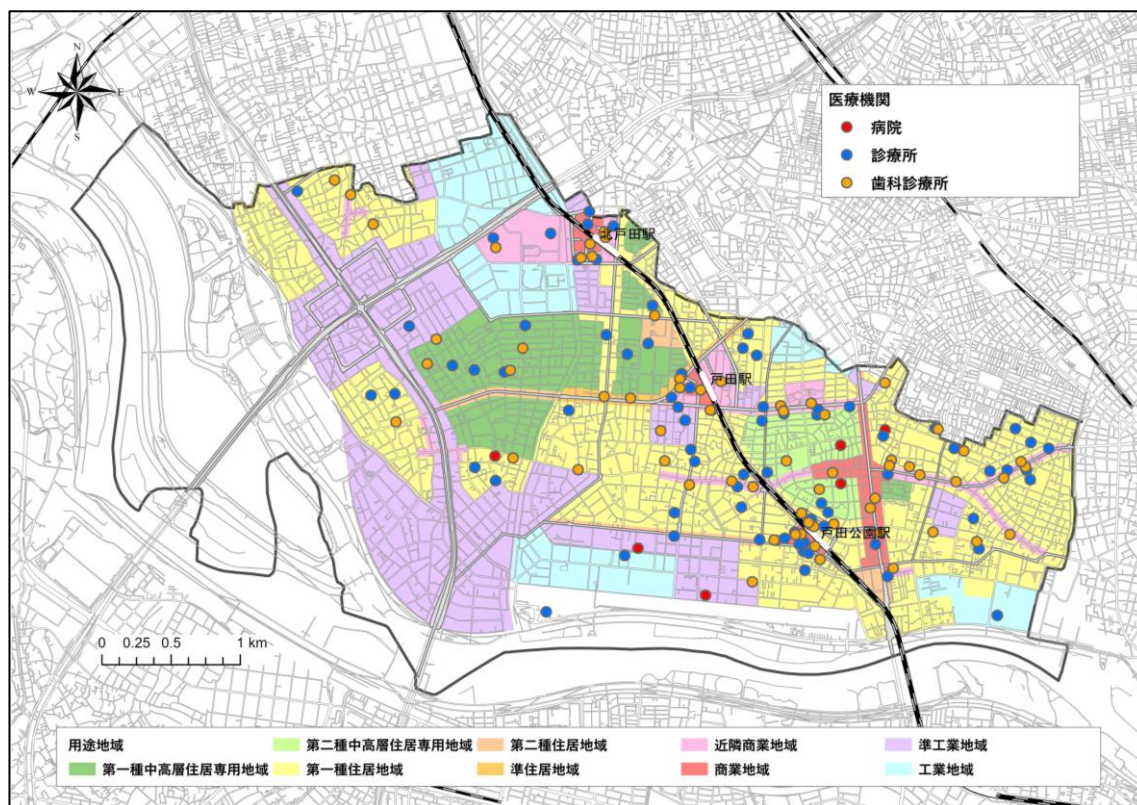 N
W
E
S
医療機関
病院
診療所
歯科診療所
北戸田駅
戸田駅
戸田公園駅
0 0.25 0.5 1 km
用途地域
第二種中高層住居専用地域
第二種住居地域
近隣商業地域
準工業地域
第一種中高層住居専用地域
第一種住居地域
準住居地域
商業地域
工業地域